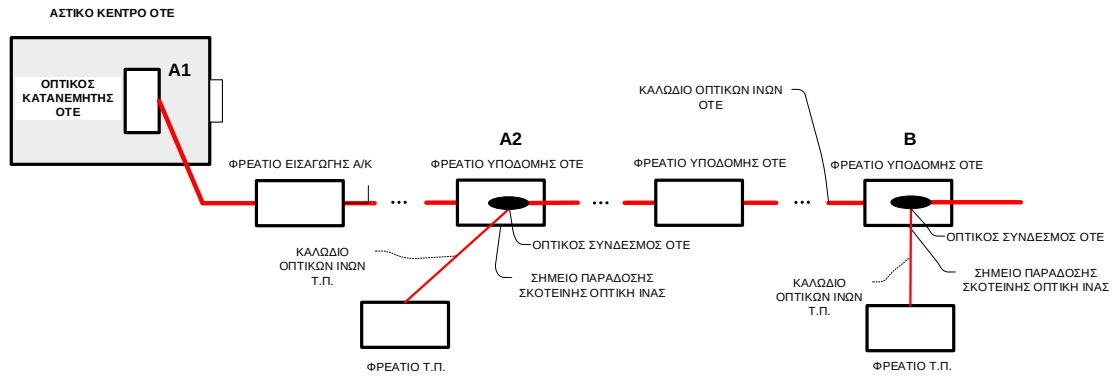 ΑΣΤΙΚΟ ΚΕΝΤΡΟ ΟΤΕ
Α1
ΟΠΤΙΚΟΣ
ΚΑΤΑΝΕΜΗΤΗΣ
ΟΤΕ
ΚΑΛΩΔΙΟ ΟΠΤΙΚΩΝ ΙΝΩΝ
ΟΤΕ
Α2
Β
ΦΡΕΑΤΙΟ ΕΙΣΑΓΩΓΗΣ Α/Κ
ΦΡΕΑΤΙΟ ΥΠΟΔΟΜΗΣ ΟΤΕ
ΦΡΕΑΤΙΟ ΥΠΟΔΟΜΗΣ ΟΤΕ
ΦΡΕΑΤΙΟ ΥΠΟΔΟΜΗΣ ΟΤΕ
...
...
...
ΟΠΤΙΚΟΣ ΣΥΝΔΕΣΜΟΣ ΟΤΕ
ΟΠΤΙΚΟΣ ΣΥΝΔΕΣΜΟΣ ΟΤΕ
ΚΑΛΩΔΙΟ
ΟΠΤΙΚΩΝ ΙΝΩΝ
Τ.Π.
ΣΗΜΕΙΟ ΠΑΡΑΔΟΣΗΣ
ΣΚΟΤΕΙΝΗΣ ΟΠΤΙΚΗ ΙΝΑΣ
ΚΑΛΩΔΙΟ
ΟΠΤΙΚΩΝ ΙΝΩΝ
Τ.Π.
ΣΗΜΕΙΟ ΠΑΡΑΔΟΣΗΣ
ΣΚΟΤΕΙΝΗΣ ΟΠΤΙΚΗ ΙΝΑΣ
ΦΡΕΑΤΙΟ Τ.Π.
ΦΡΕΑΤΙΟ Τ.Π.